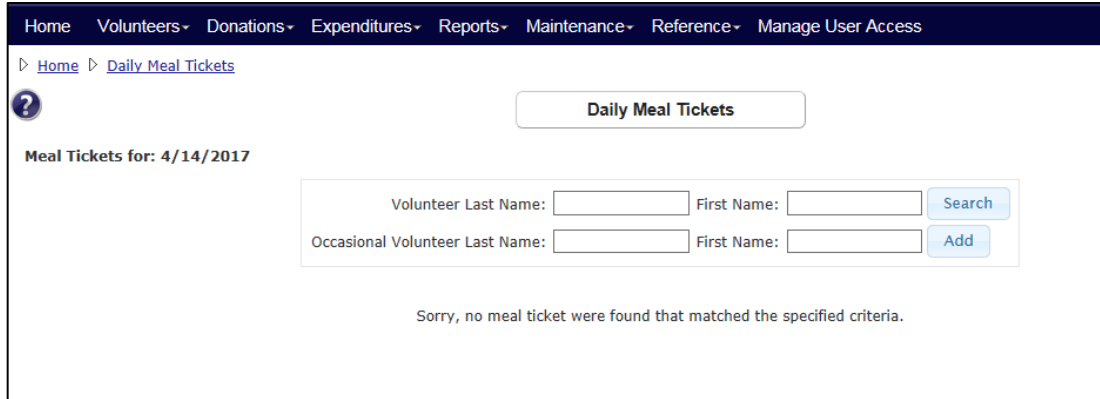 Home Volunteers Donations Expenditures Reports Maintenance Reference Manage User Access
Home Daily Meal Tickets
?
Daily Meal Tickets
Meal Tickets for: 4/14/2017
Volunteer Last Name: First Name: Search
Occasional Volunteer Last Name: First Name: Add
Sorry, no meal ticket were found that matched the specified criteria.